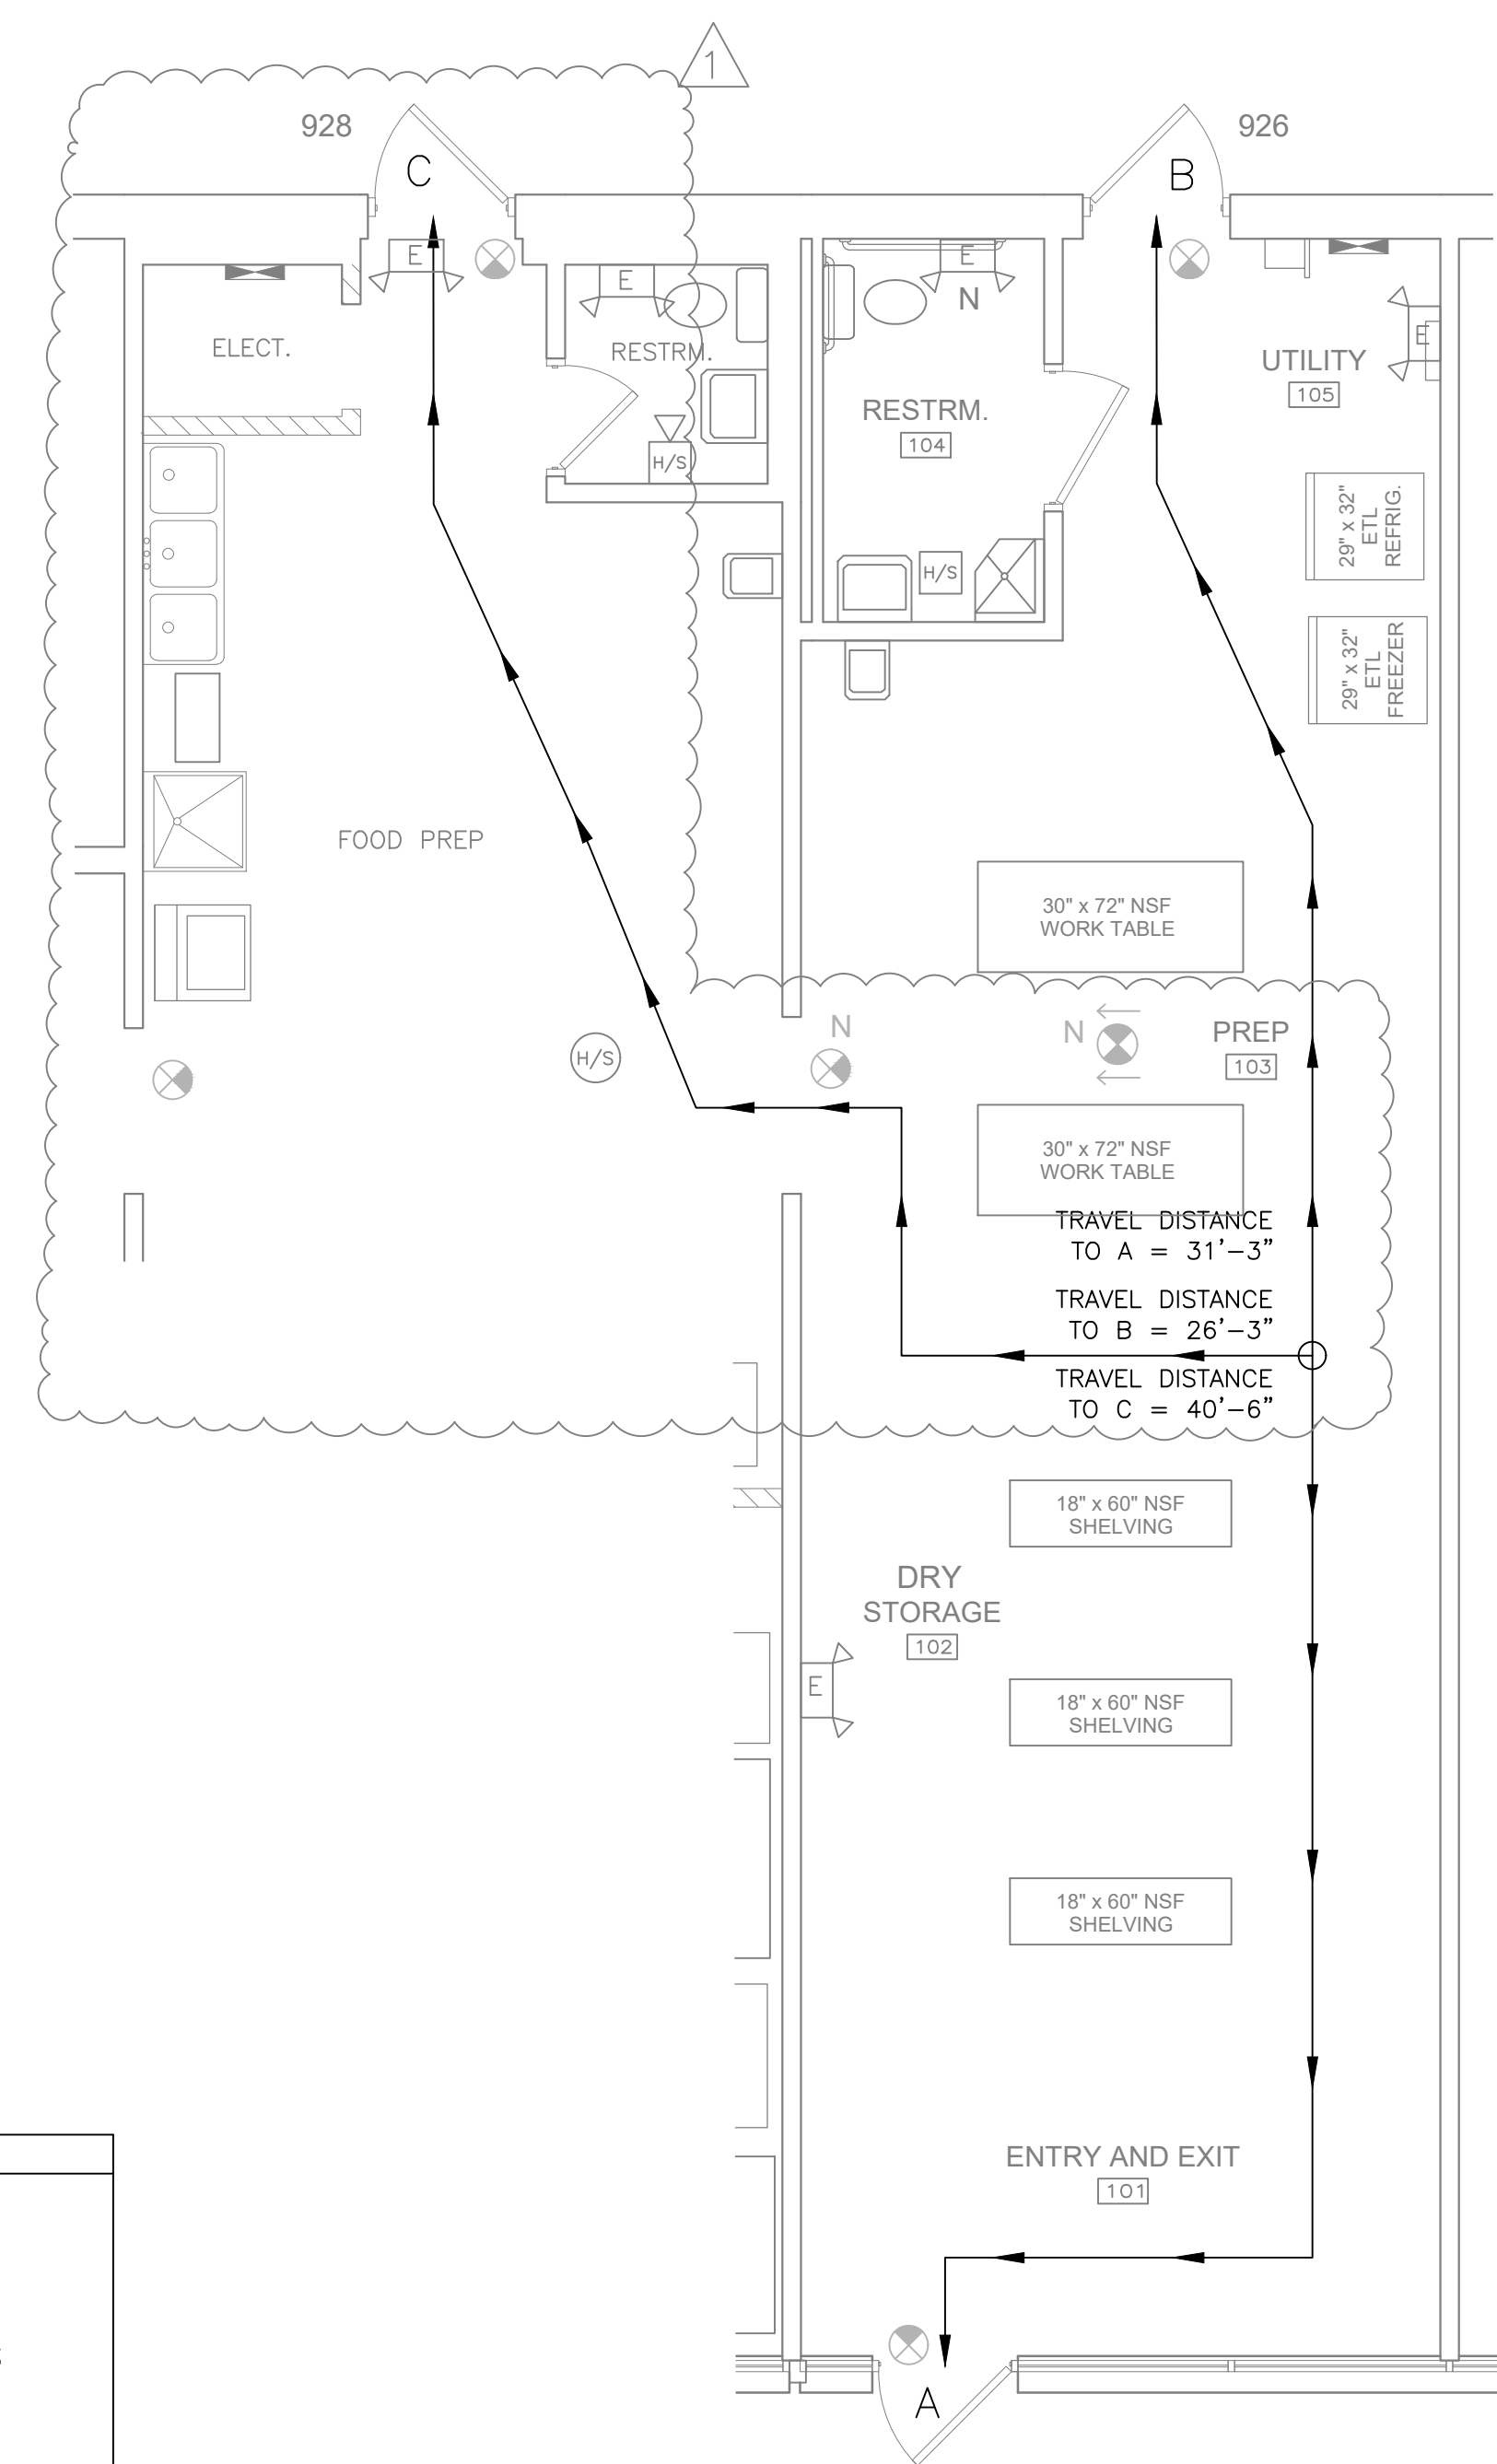 1
928
926
C
B
E
E
E
N
E
ELECT.
RESTRM.
UTILITY
105
RESTRM.
104
H/S
H/S
29" x 32"
ETL
REFRIG.
29" x 32"
ETL
FREEZER
FOOD PREP
30" x 72" NSF
WORK TABLE
N
N
PREP
103
H/S
30" x 72" NSF
WORK TABLE
TRAVEL DISTANCE
TO A = 31'-3"
TRAVEL DISTANCE
TO B = 26'-3"
TRAVEL DISTANCE
TO C = 40'-6"
18" x 60" NSF
SHELVING
DRY
STORAGE
102
E
18" x 60" NSF
SHELVING
18" x 60" NSF
SHELVING
ENTRY AND EXIT
101
A